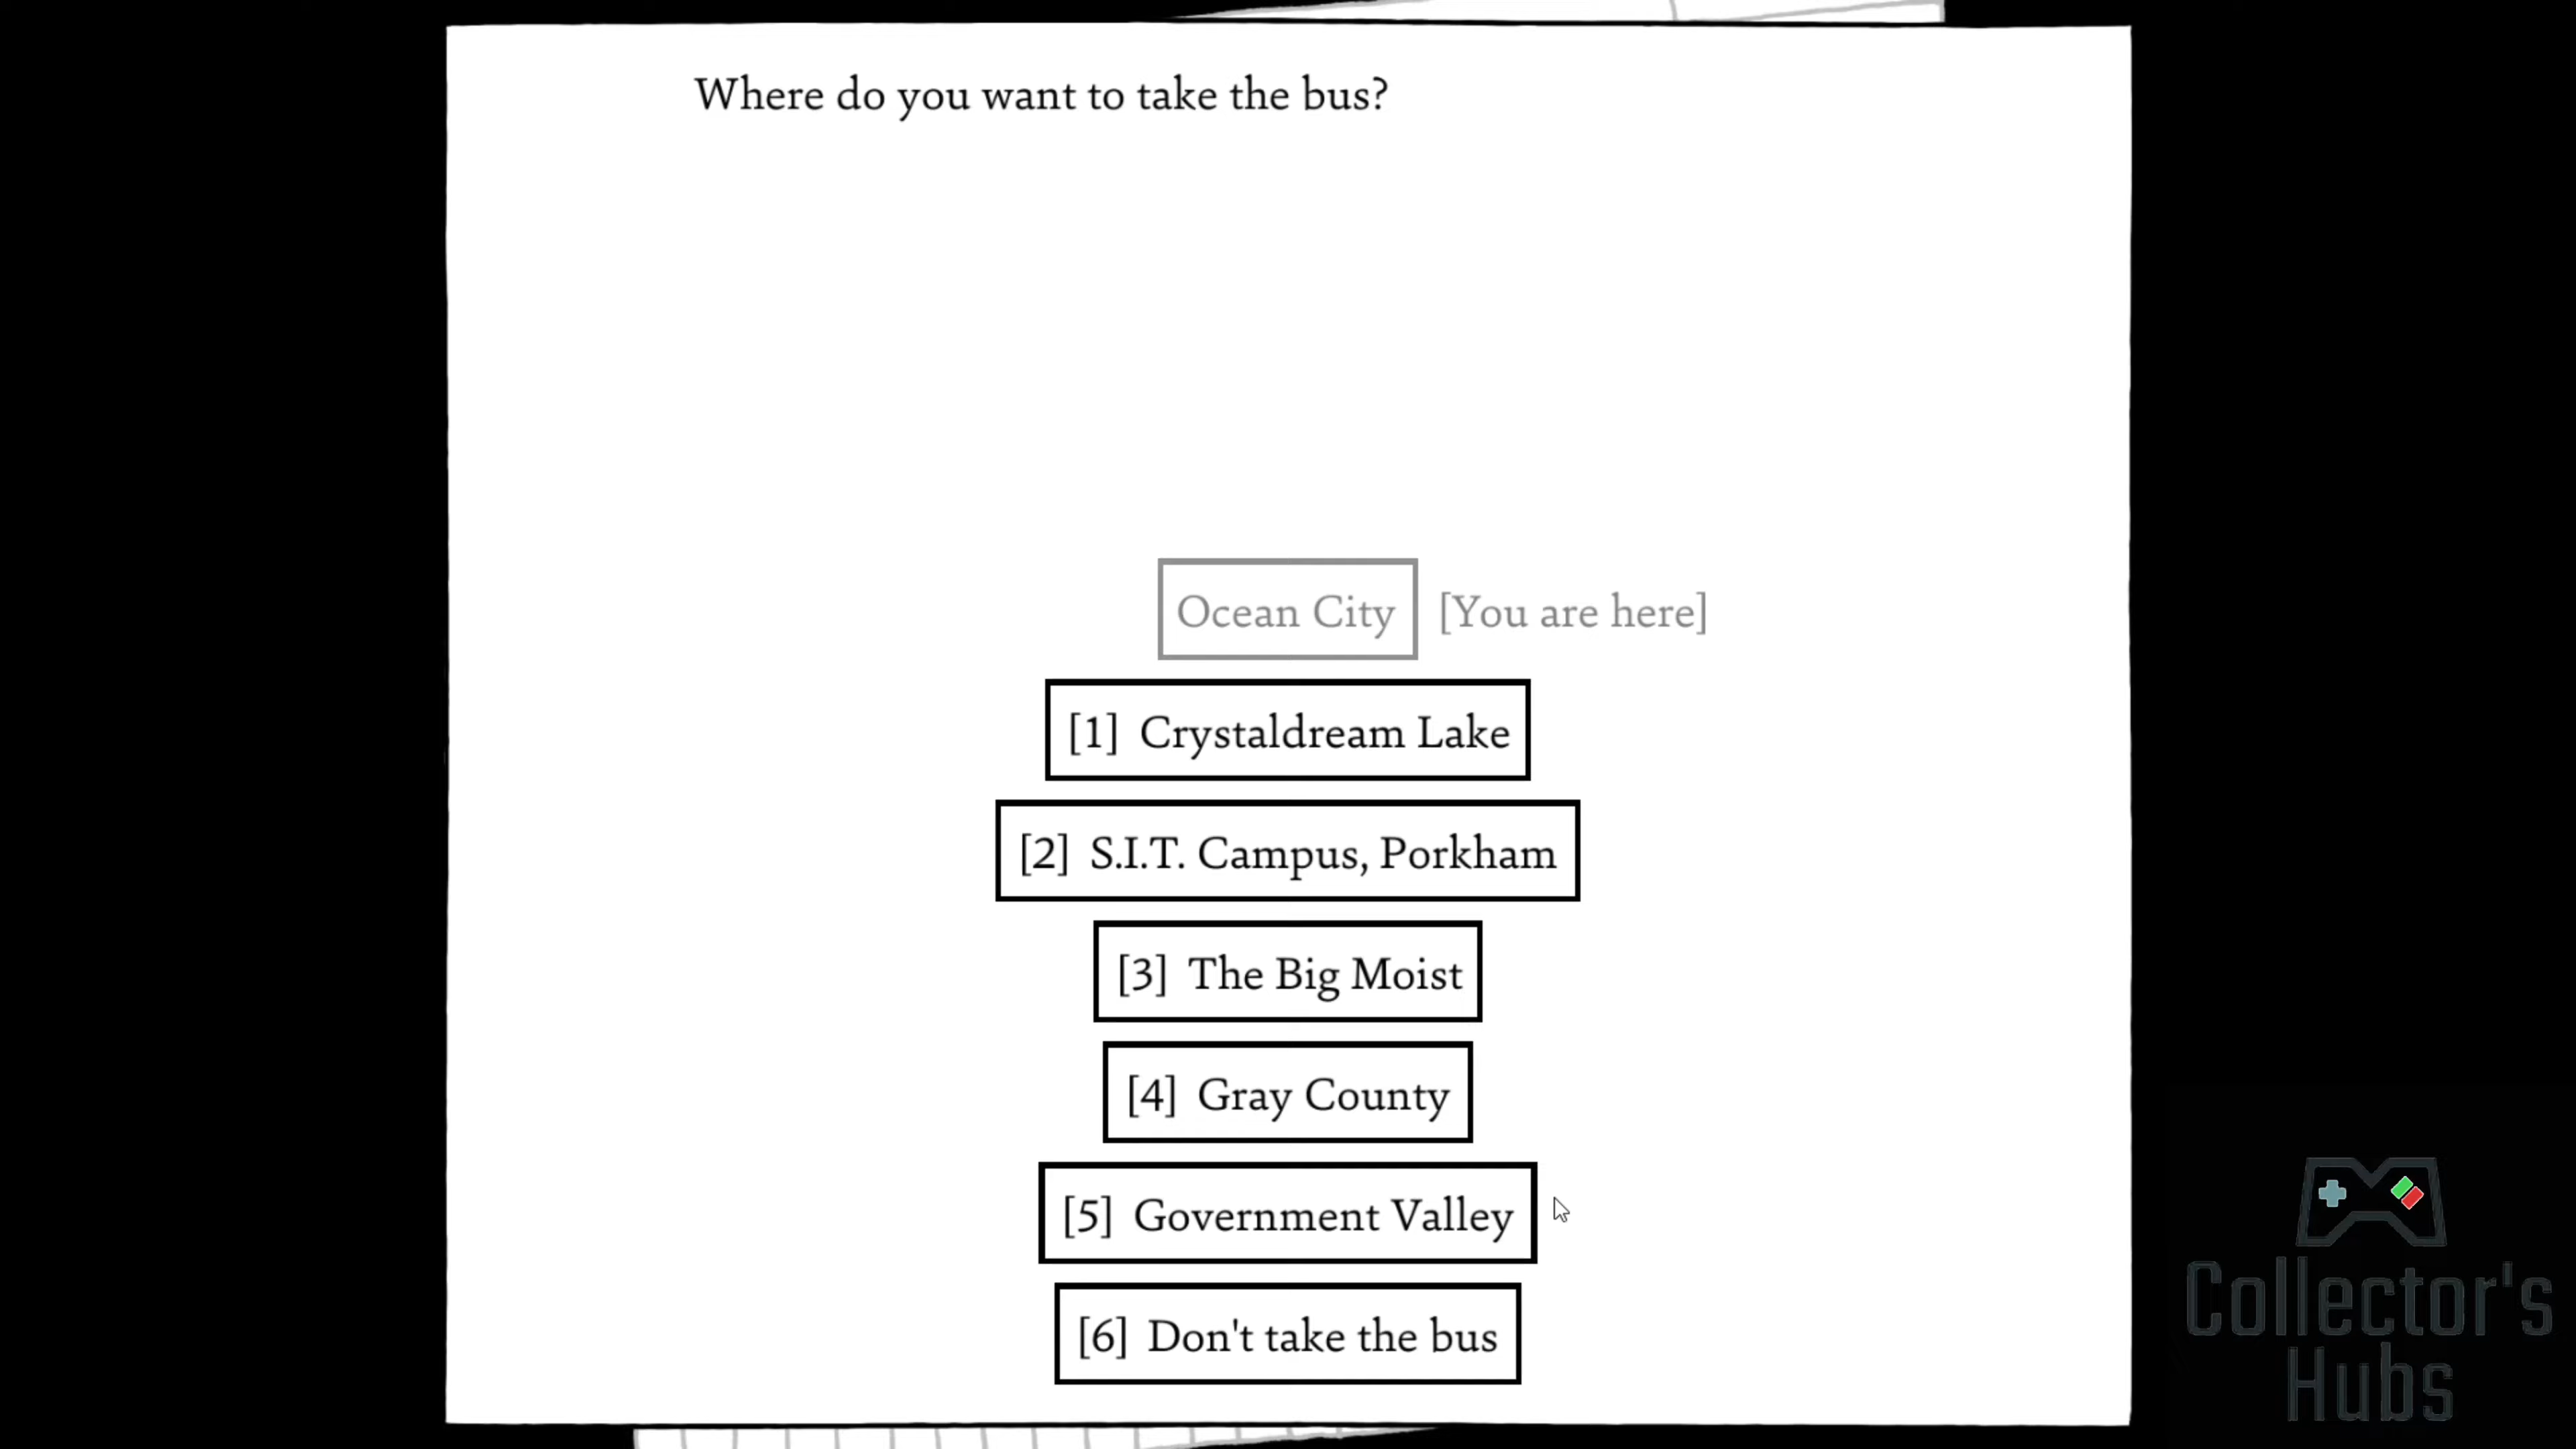 Where do you want to take the bus?
Ocean City [You are here]
[1] Crystaldream Lake
[2] S.I.T. Campus, Porkham
[3] The Big Moist
[4] Gray County
[5] Government Valley
[6] Don't take the bus
Collector's
Hubs